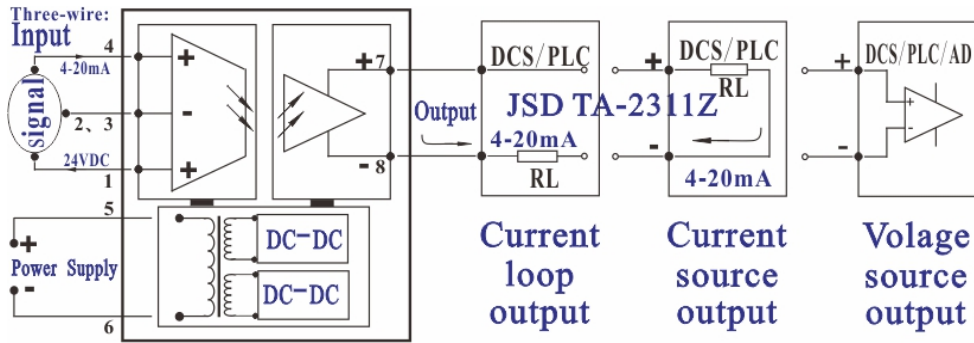 Three-wire:
Input
4
4-20mA
signal
2、3
24VDC
1
5
+
Power Supply
-
6
+
-
+
+7
-8
DC-DC
DC-DC
Output
DCS/PLC
4-20mA
RL
Current
loop
output
JSD TA-2311Z
+
-
DCS/PLC
RL
4-20mA
Current
source
output
+
-
DCS/PLC/AD
+
-
Volage
source
output